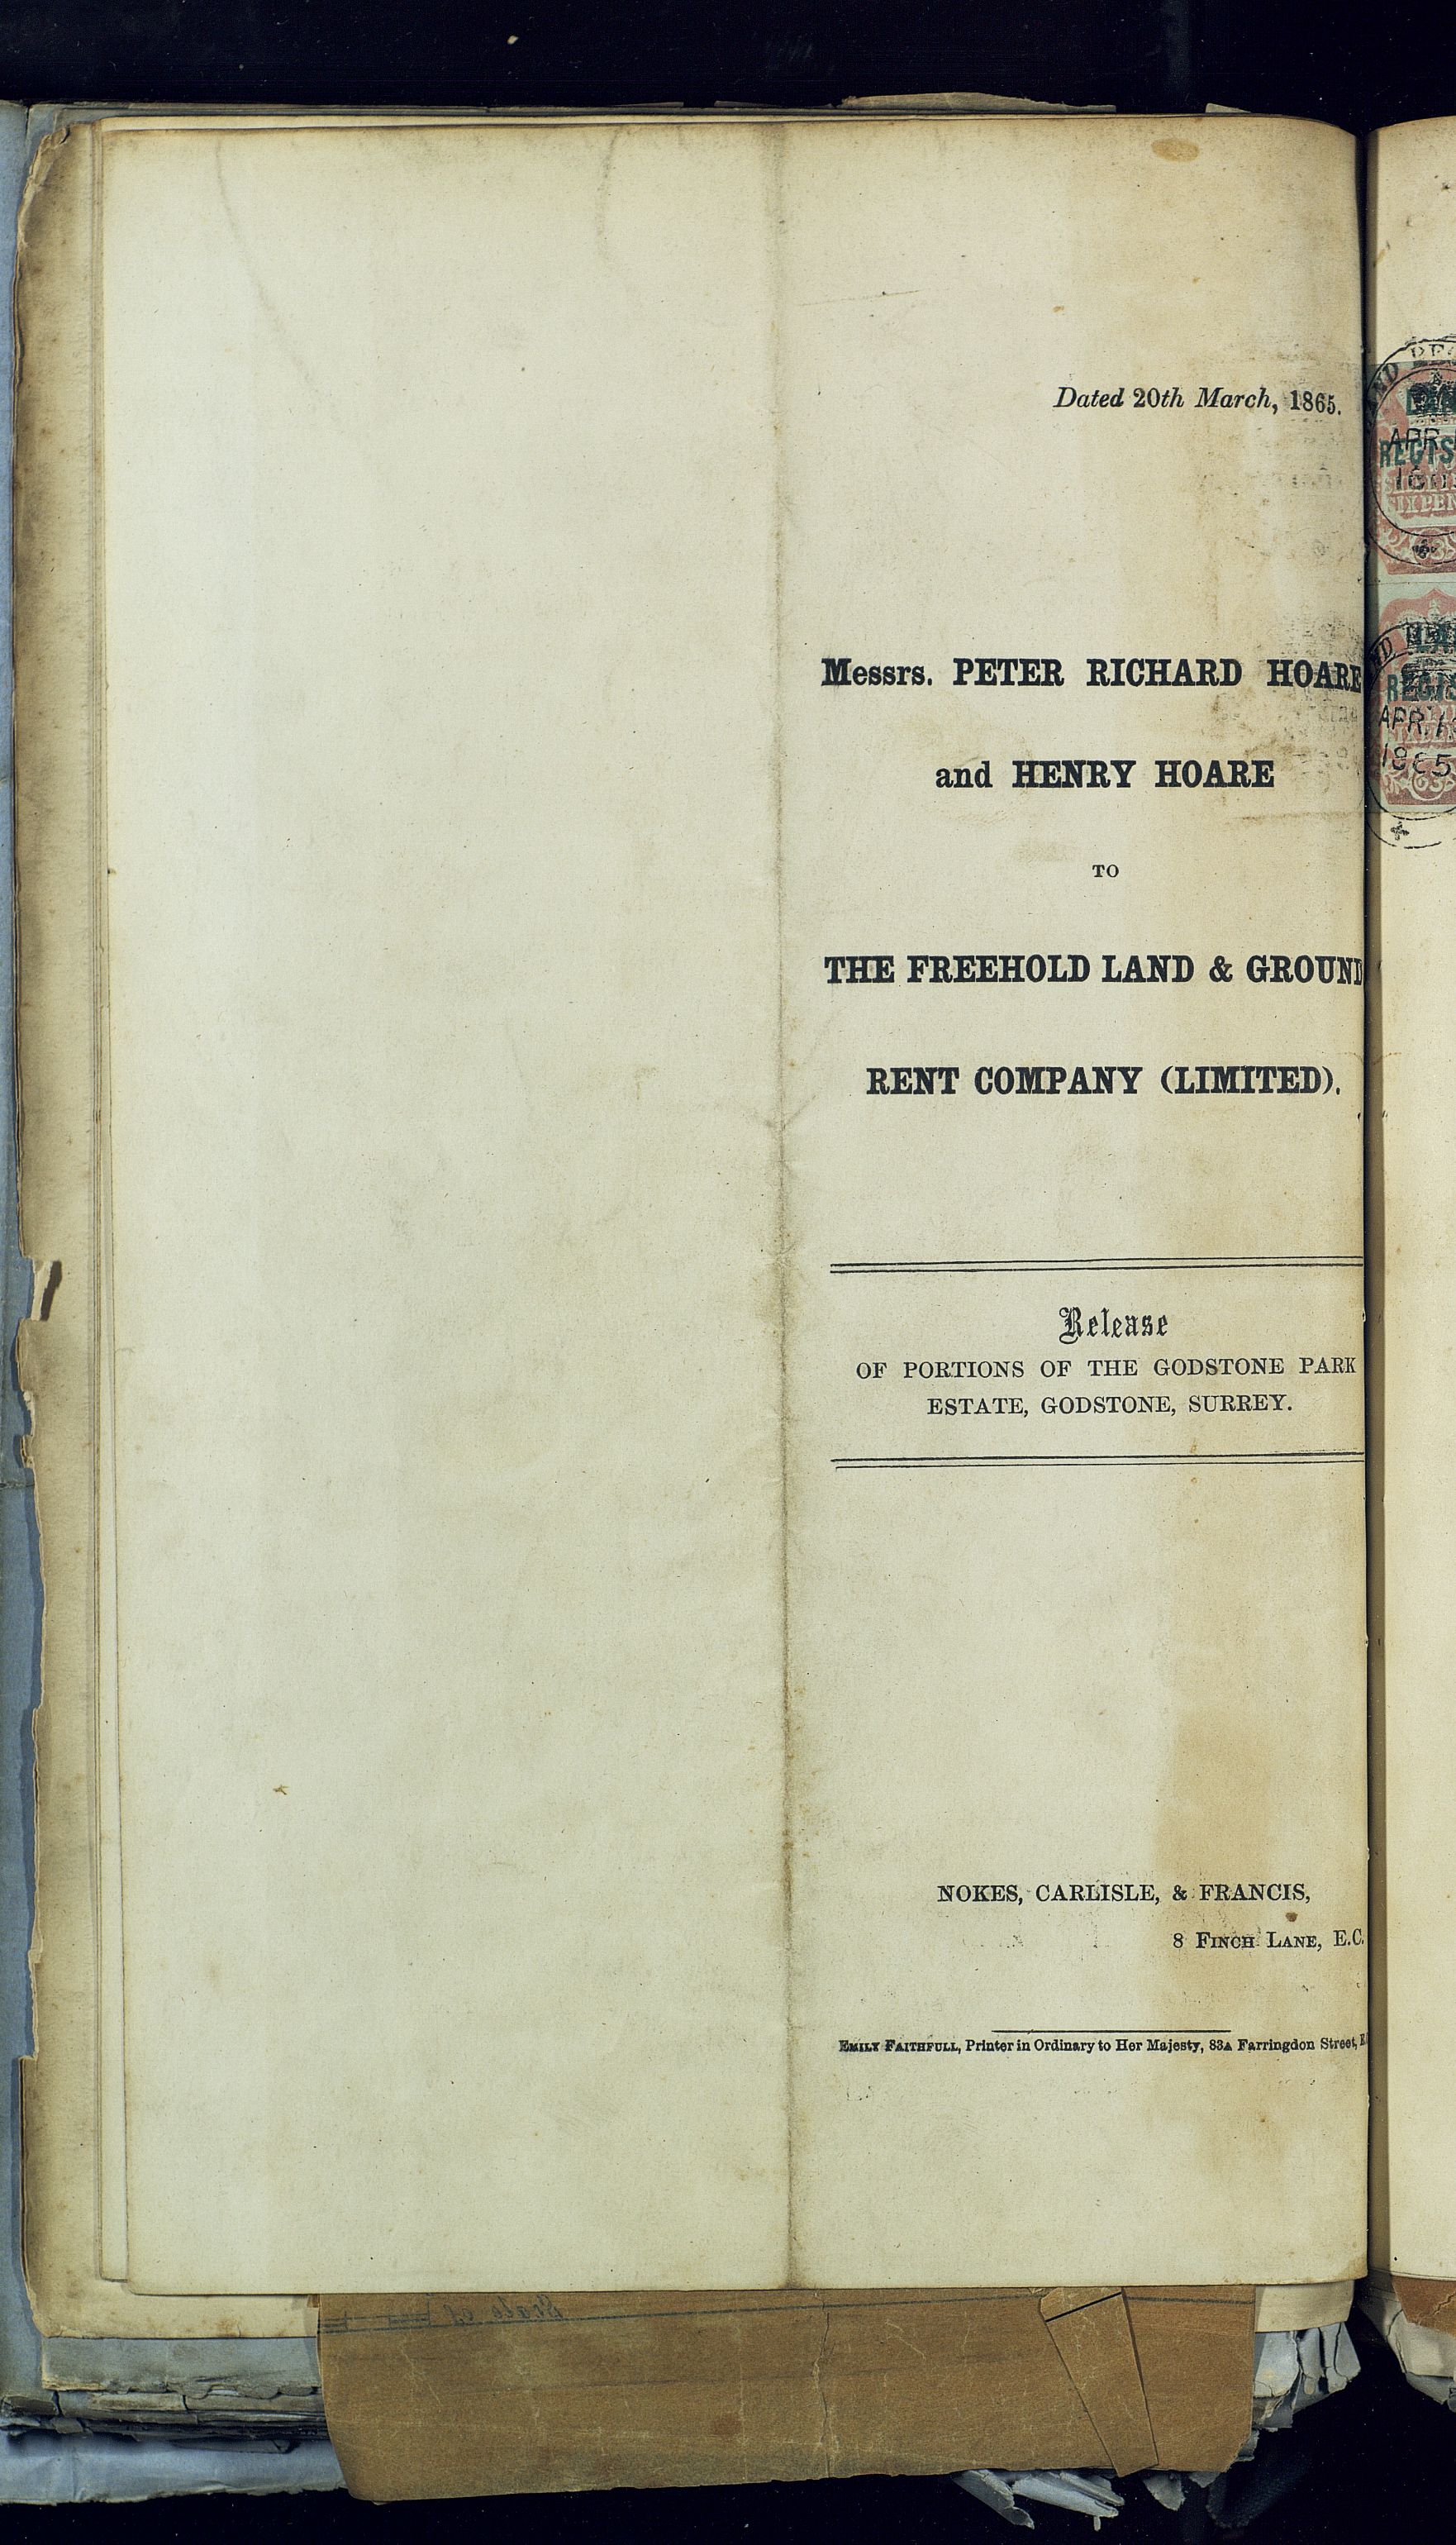 Dated 20th March, 1865.
Messrs. PETER RICHARD HOARE
and HENRY HOARE
TO
THE FREEHOLD LAND & GROUND
RENT COMPANY (LIMITED).
Release
OF PORTIONS OF THE GODSTONE PARK
ESTATE, GODSTONE, SURREY.
NOKES, CARLISLE, & FRANCIS,
8 FINCH LANE, E.C.
EMILY FAITHFULL, Printer in Ordinary to Her Majesty, 83A Farringdon Street,
APR.
1865